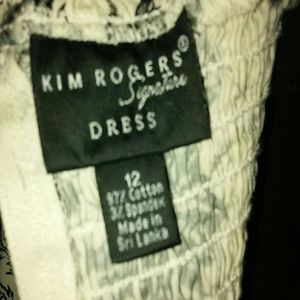 KIM ROGERS®
Signature
DRESS
12
97% Cotton
3% Spandex
Made in
Sri Lanka